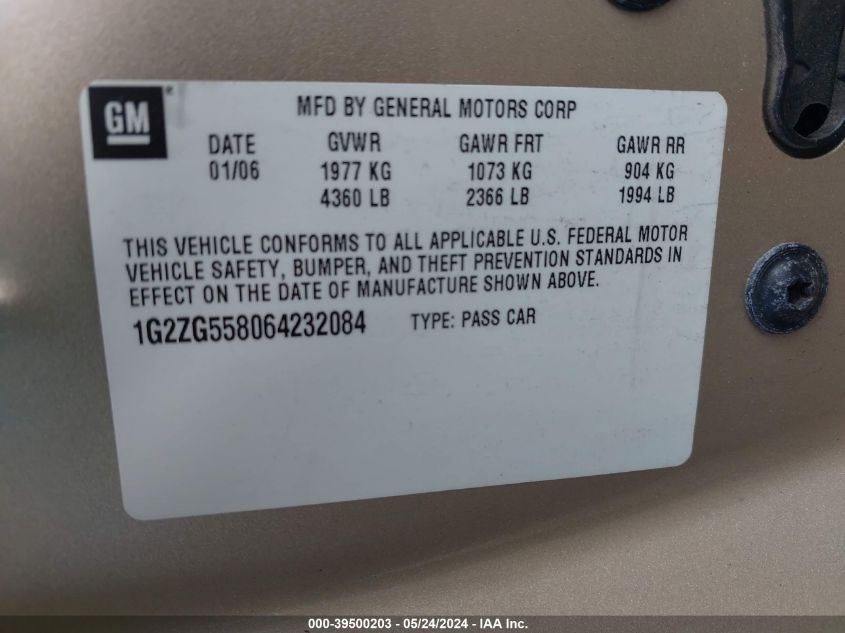 GM®
MFD BY GENERAL MOTORS CORP
DATE GVWR GAWR FRT GAWR RR
01/06 1977 KG 1073 KG 904 KG
4360 LB 2366 LB 1994 LB
THIS VEHICLE CONFORMS TO ALL APPLICABLE U.S. FEDERAL MOTOR
VEHICLE SAFETY, BUMPER, AND THEFT PREVENTION STANDARDS IN
EFFECT ON THE DATE OF MANUFACTURE SHOWN ABOVE.
1G2ZG558064232084 TYPE: PASS CAR
000-39500203 - 05/24/2024 - IAA Inc.